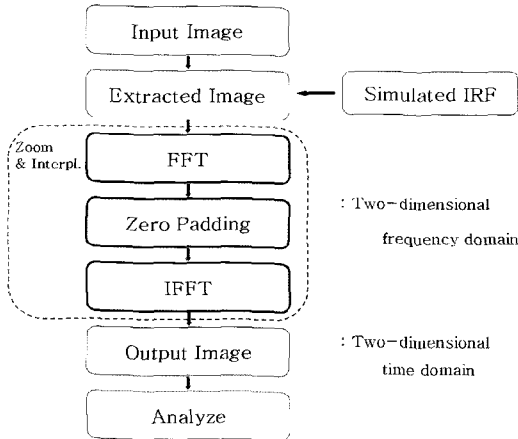 Input Image
Extracted Image
Simulated IRF
Zoom
& Interpl.
FFT
Zero Padding
: Two-dimensional
frequency domain
IFFT
Output Image
: Two-dimensional
time domain
Analyze